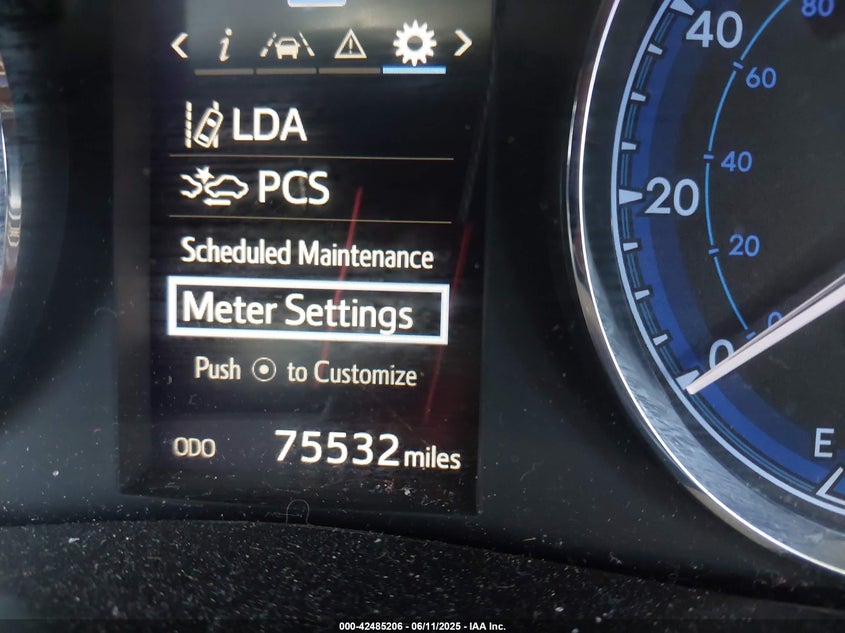 LDA
PCS
Scheduled Maintenance
Meter Settings
Push to Customize
ODO 75532 miles
40
20
0
80
60
40
20
0
E
000-42485206 - 06/11/2025 - IAA Inc.